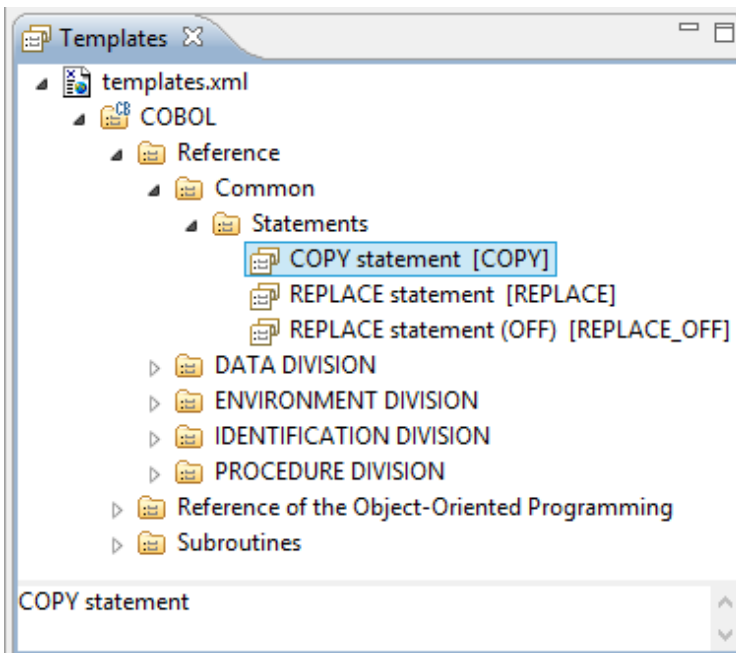 Templates
templates.xml
COBOL
Reference
Common
Statements
COPY statement [COPY]
REPLACE statement [REPLACE]
REPLACE statement (OFF) [REPLACE_OFF]
DATA DIVISION
ENVIRONMENT DIVISION
IDENTIFICATION DIVISION
PROCEDURE DIVISION
Reference of the Object-Oriented Programming
Subroutines
COPY statement